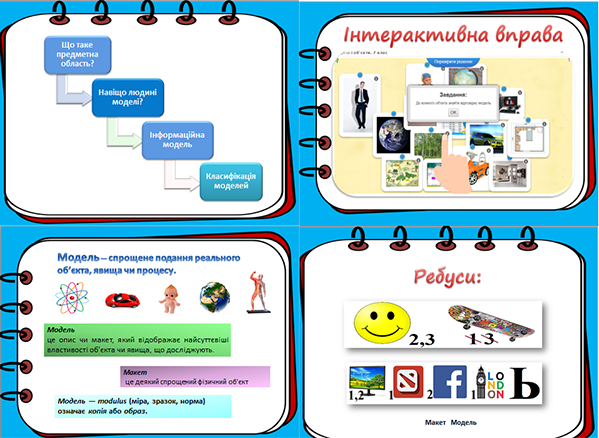 Що таке
предметна
область?
Навіщо людині
моделі?
Інформаційна
модель
Класифікація
моделей
Інтерактивна вправа
Перевірити рішення
Завдання:
До кожного об'єкта знайти відповідну модель
OK
Модель – спрощене подання реального
об'єкта, явища чи процесу.
Модель
це опис чи макет, який відображає найсуттєвіші
властивості об'єкта чи явища, що досліджують.
Макет
це деякий спрощений фізичний об'єкт
Модель — modulus (міра, зразок, норма)
означає копія або образ.
Ребуси:
2,3
1 3
1,2
1
2
f
1
LO
ND
ON
Ь
Макет Модель